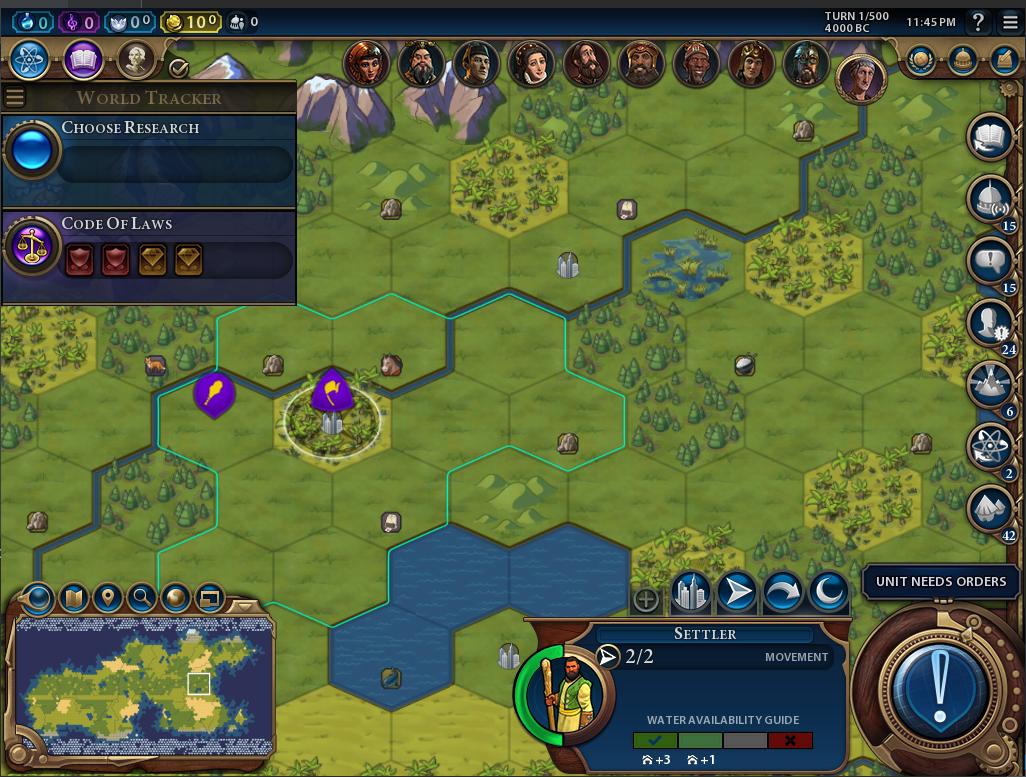 0 0 0 0 10 0 0
TURN 1/500
4000 BC
11:45 PM
?
WORLD TRACKER
CHOOSE RESEARCH
CODE OF LAWS
15
15
24
6
2
42
UNIT NEEDS ORDERS
SETTLER
2/2 MOVEMENT
WATER AVAILABILITY GUIDE
+3 +1